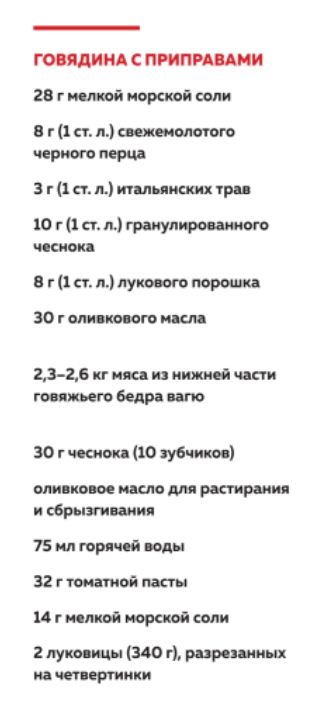 ГОВЯДИНА С ПРИПРАВАМИ
28 г мелкой морской соли
8 г (1 ст. л.) свежемолотого
черного перца
3 г (1 ст. л.) итальянских трав
10 г (1 ст. л.) гранулированного
чеснока
8 г (1 ст. л.) лукового порошка
30 г оливкового масла
2,3–2,6 кг мяса из нижней части
говяжьего бедра вагю
30 г чеснока (10 зубчиков)
оливковое масло для растирания
и сбрызгивания
75 мл горячей воды
32 г томатной пасты
14 г мелкой морской соли
2 луковицы (340 г), разрезанных
на четвертинки